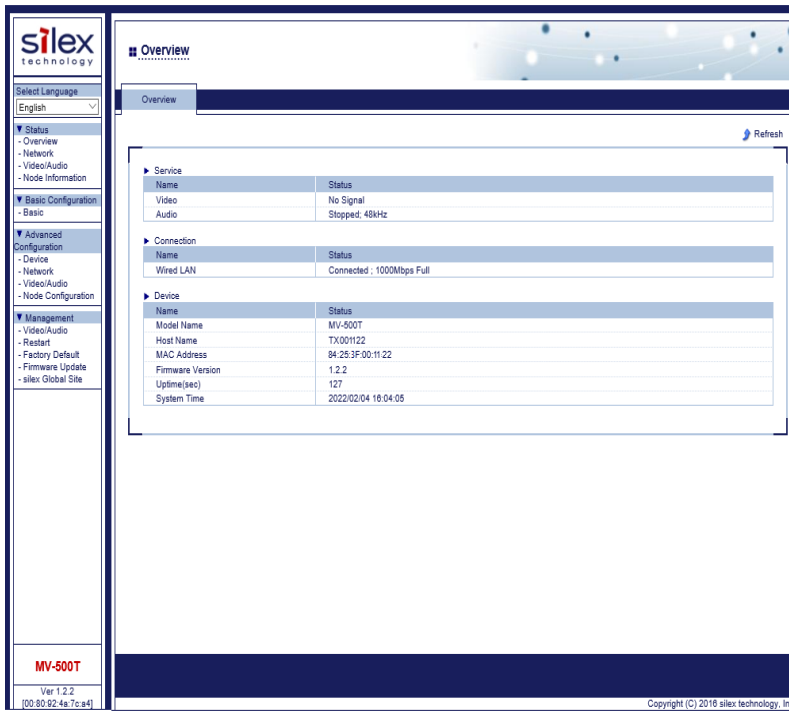 silex
technology
Select Language
English
▼ Status
- Overview
- Network
- Video/Audio
- Node Information
▼ Basic Configuration
- Basic
▼ Advanced
Configuration
- Device
- Network
- Video/Audio
- Node Configuration
▼ Management
- Video/Audio
- Restart
- Factory Default
- Firmware Update
- silex Global Site
MV-500T
Ver 1.2.2
[00:80:92:4a:7c:a4]
Overview
Overview
Refresh
Service
Name Status
Video No Signal
Audio Stopped; 48kHz
Connection
Name Status
Wired LAN Connected ; 1000Mbps Full
Device
Name Status
Model Name MV-500T
Host Name TX001122
MAC Address 84:25:3F:00:11:22
Firmware Version 1.2.2
Uptime(sec) 127
System Time 2022/02/04 16:04:05
Copyright (C) 2016 silex technology, In